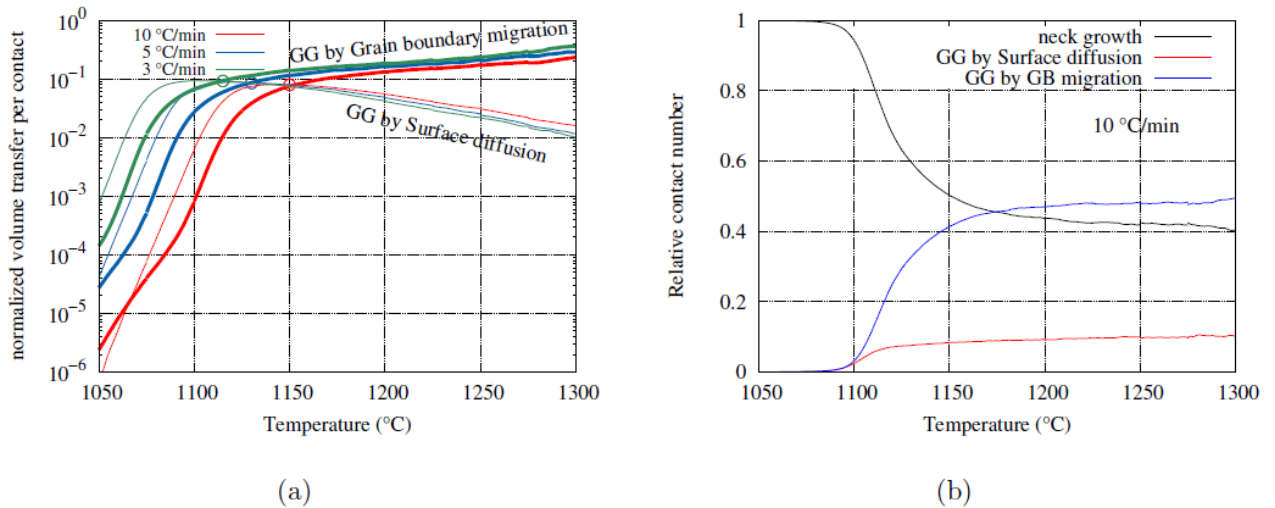 normalized volume transfer per contact
10⁰
10⁻¹
10⁻²
10⁻³
10⁻⁴
10⁻⁵
10⁻⁶
10 °C/min
5 °C/min
3 °C/min
GG by Grain boundary migration
GG by Surface diffusion
1050 1100 1150 1200 1250 1300
Temperature (°C)
(a)
Relative contact number
1
0.8
0.6
0.4
0.2
0
neck growth
GG by Surface diffusion
GG by GB migration
10 °C/min
1050 1100 1150 1200 1250 1300
Temperature (°C)
(b)